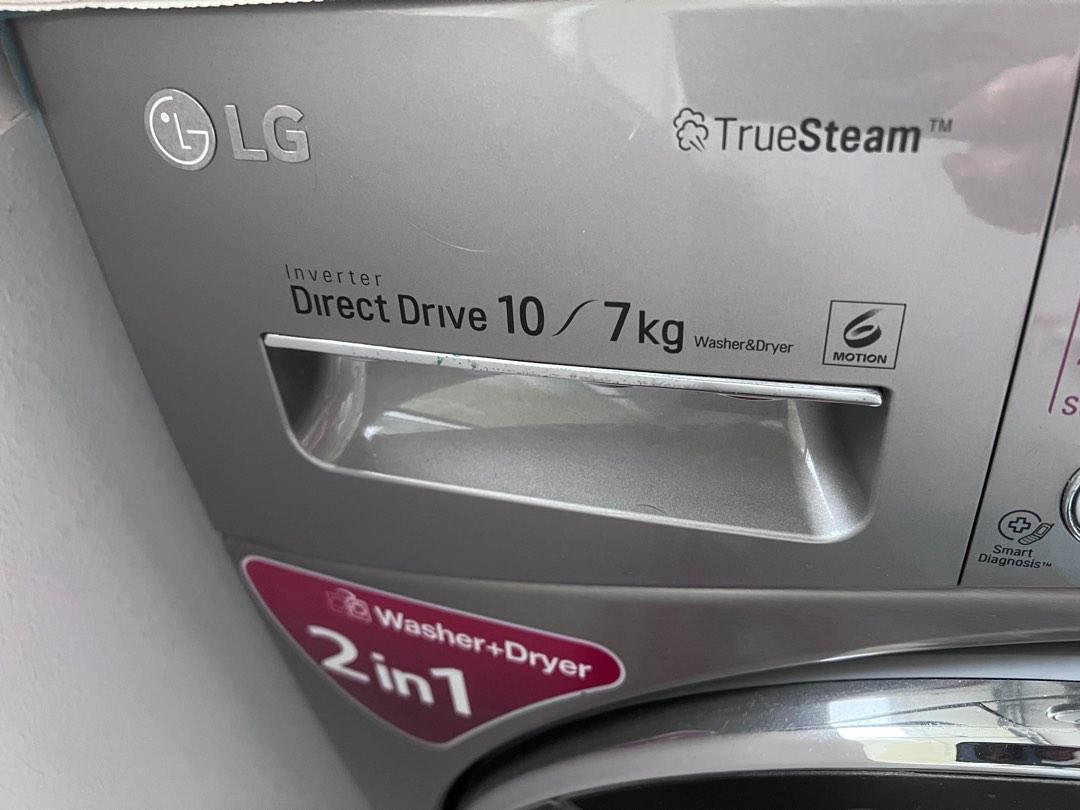 LG
TrueSteam™
Inverter
Direct Drive 10/7kg Washer&Dryer
6 MOTION
S
Smart
Diagnosis™
Washer+Dryer
2in1